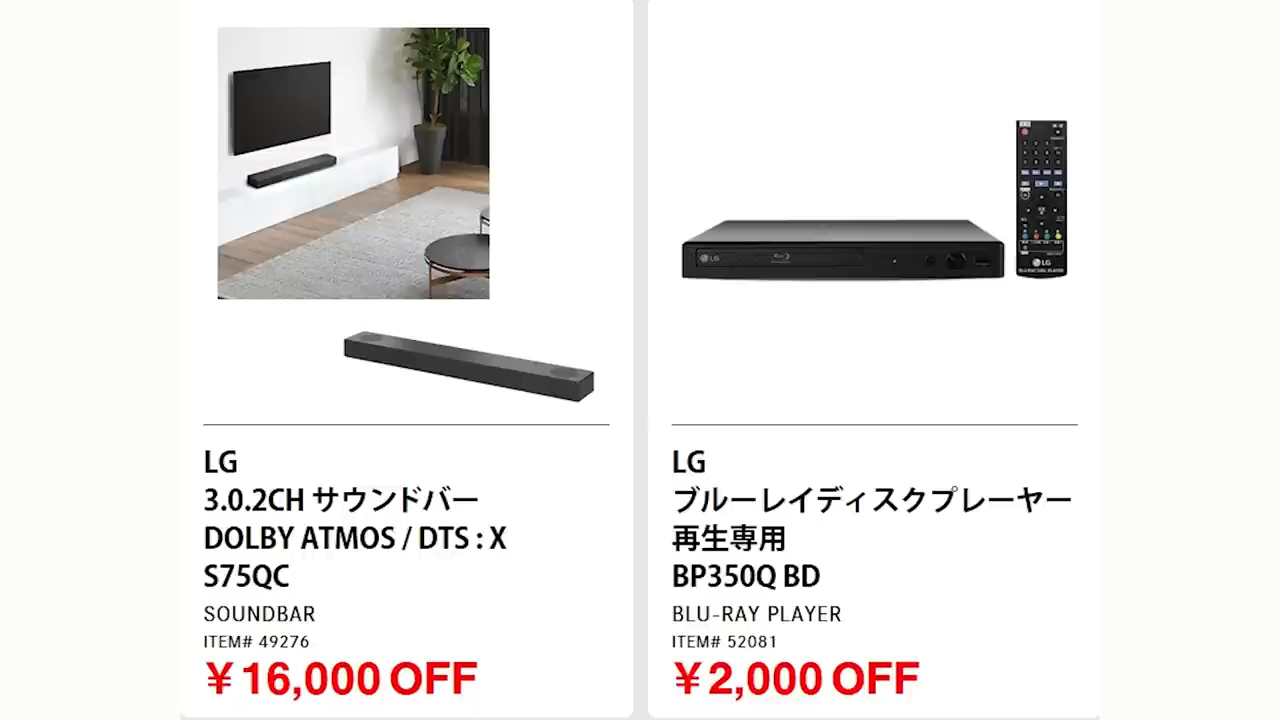 LG
3.0.2CH サウンドバー
DOLBY ATMOS / DTS : X
S75QC
SOUNDBAR
ITEM# 49276
¥16,000 OFF
LG
LG
LG
ブルーレイディスクプレーヤー
再生専用
BP350Q BD
BLU-RAY PLAYER
ITEM# 52081
¥2,000 OFF